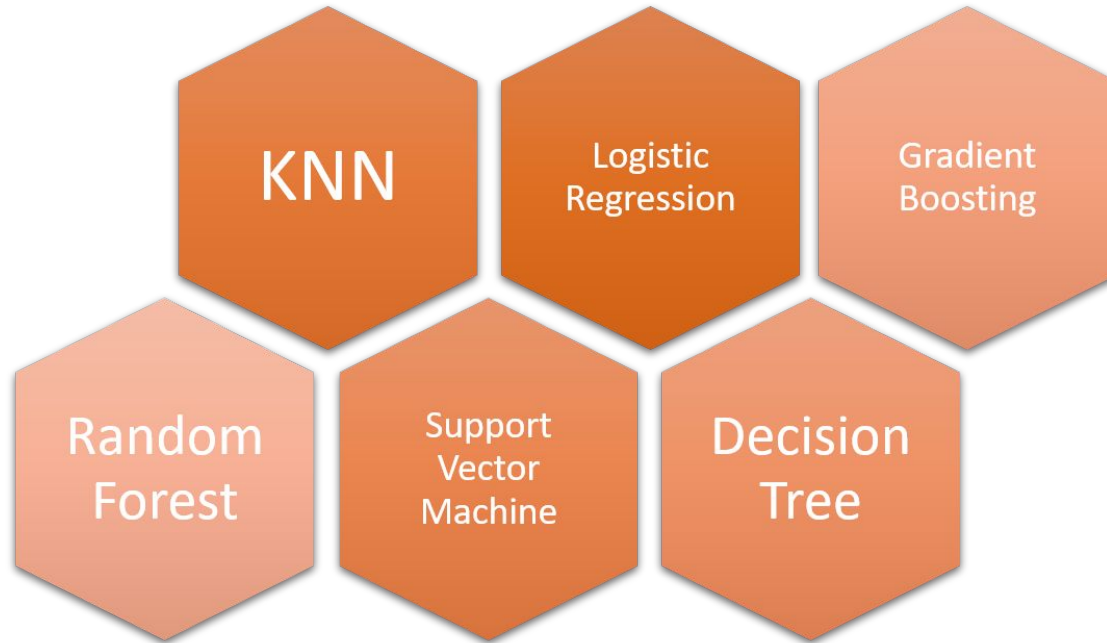 KNN
Logistic
Regression
Gradient
Boosting
Random
Forest
Support
Vector
Machine
Decision
Tree